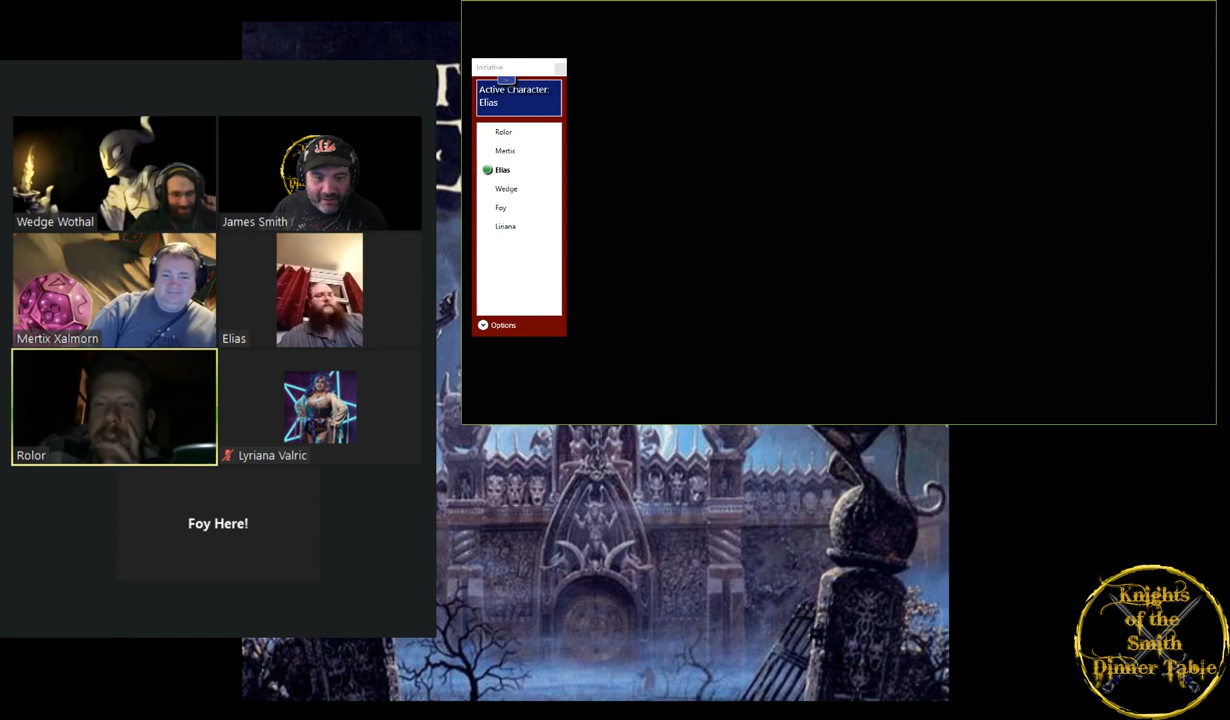 Wedge Wothal
James Smith
Mertix Xalmorn
Elias
Rolor
Lyriana Valric
Foy Here!
Initiative
Active Character:
Elias
Rolor
Mertix
Elias
Wedge
Foy
Liriana
Options
Knights
of the
Smith
Dinner Table